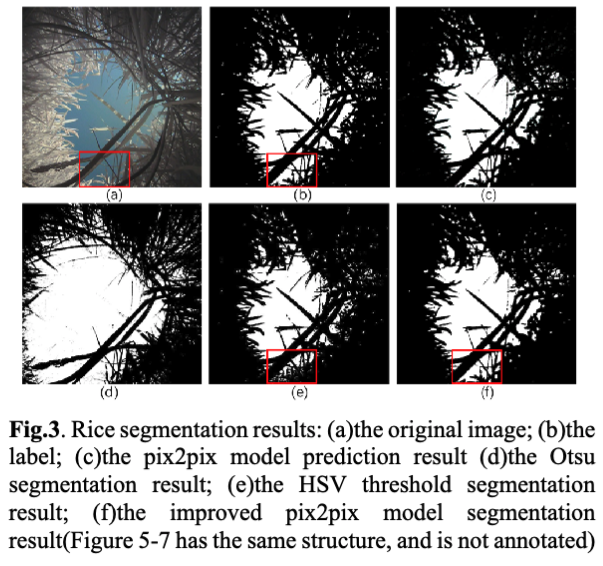 (a)
(b)
(c)
(d)
(e)
(f)
Fig.3. Rice segmentation results: (a)the original image; (b)the
label; (c)the pix2pix model prediction result (d)the Otsu
segmentation result; (e)the HSV threshold segmentation
result; (f)the improved pix2pix model segmentation
result(Figure 5-7 has the same structure, and is not annotated)